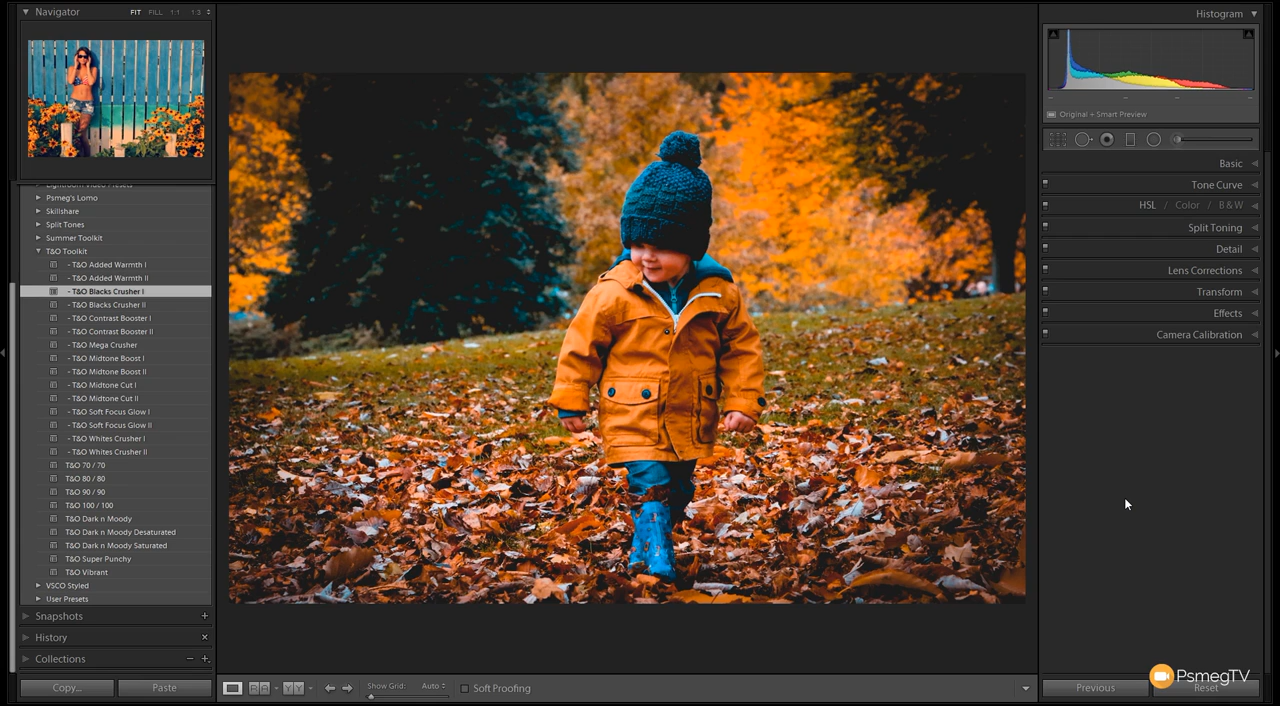 Navigator FIT FILL 1:1 1:3
Lightroom Video Presets
Psmeg's Lomo
Skillshare
Split Tones
Summer Toolkit
T&O Toolkit
- T&O Added Warmth I
- T&O Added Warmth II
- T&O Blacks Crusher I
- T&O Blacks Crusher II
- T&O Contrast Booster I
- T&O Contrast Booster II
- T&O Mega Crusher
- T&O Midtone Boost I
- T&O Midtone Boost II
- T&O Midtone Cut I
- T&O Midtone Cut II
- T&O Soft Focus Glow I
- T&O Soft Focus Glow II
- T&O Whites Crusher I
- T&O Whites Crusher II
T&O 70 / 70
T&O 80 / 80
T&O 90 / 90
T&O 100 / 100
T&O Dark n Moody
T&O Dark n Moody Desaturated
T&O Dark n Moody Saturated
T&O Super Punchy
T&O Vibrant
VSCO Styled
User Presets
Snapshots
History
Collections
Copy... Paste
R A Y Y Show Grid: Auto Soft Proofing
Histogram
Original + Smart Preview
Basic
Tone Curve
HSL / Color / B & W
Split Toning
Detail
Lens Corrections
Transform
Effects
Camera Calibration
PsmegTV
Previous Reset